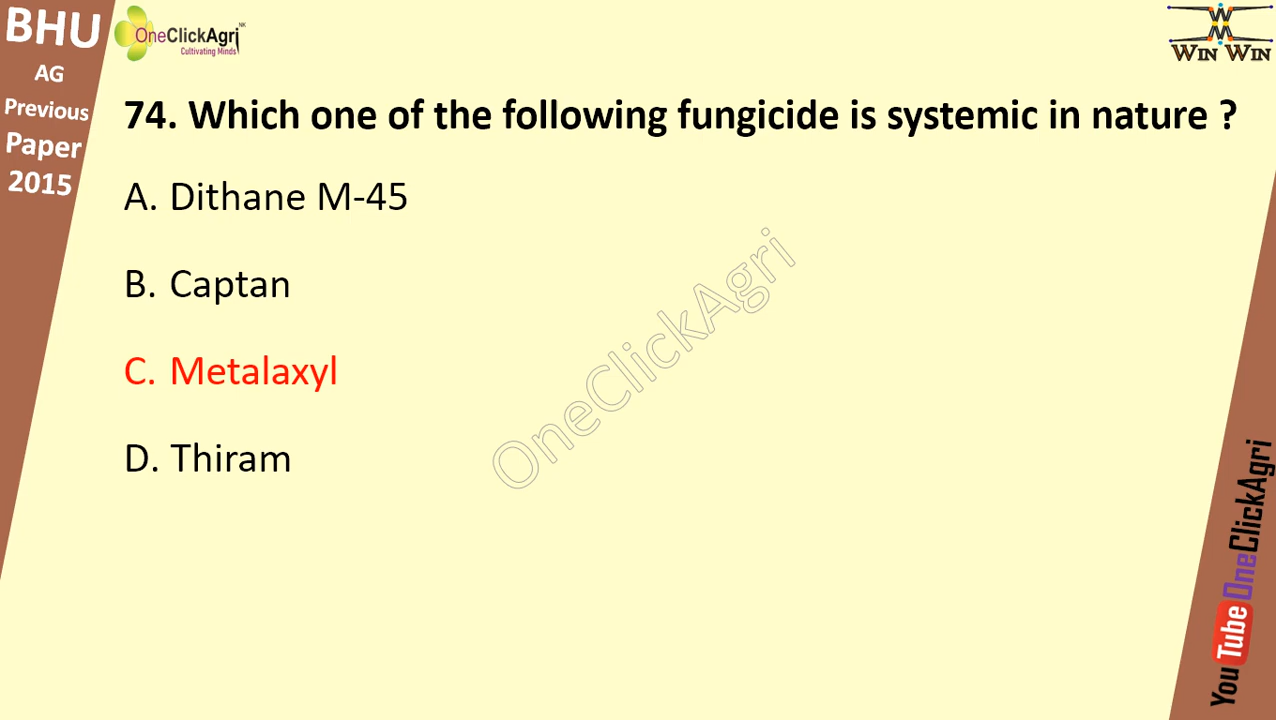 BHU
AG
Previous
Paper
2015
OneClickAgri NK
Cultivating Minds
WIN WIN
74. Which one of the following fungicide is systemic in nature ?
A. Dithane M-45
B. Captan
C. Metalaxyl
D. Thiram
OneClickAgri
YouTube OneClickAgri